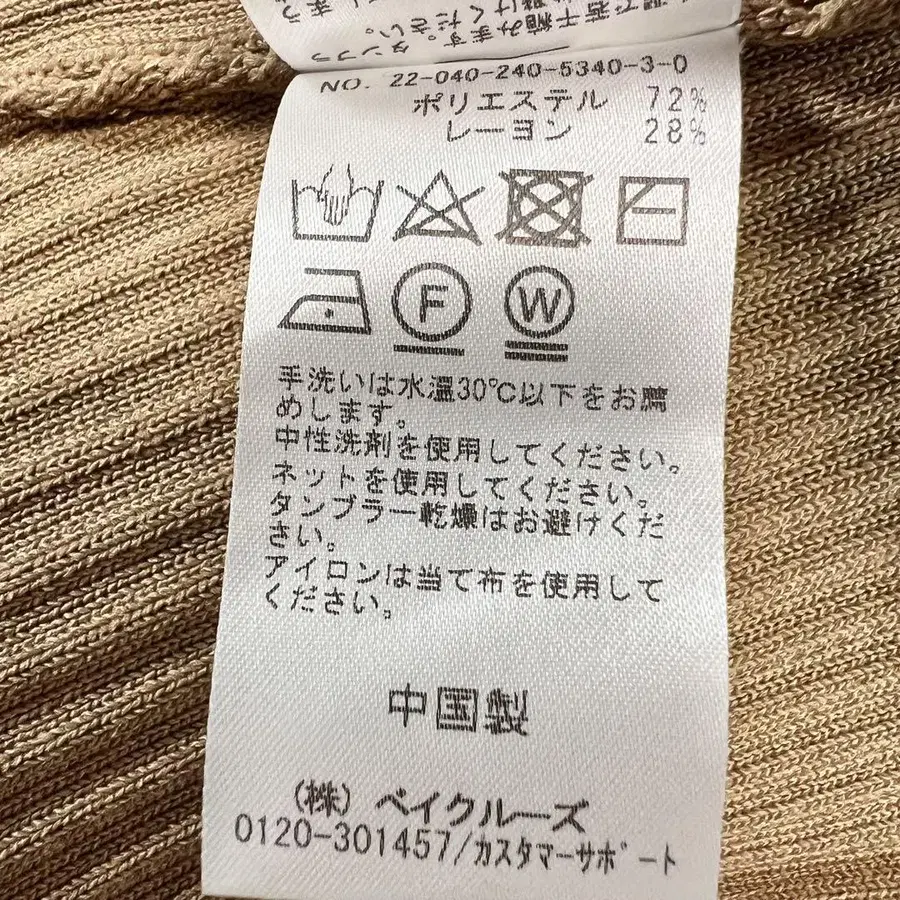 NO. 22-040-240-5340-3-0
ポリエステル 72%
レーヨン 28%
F
W
手洗いは水温30℃以下をお薦
めします。
中性洗剤を使用してください。
ネットを使用してください。
タンブラー乾燥はお避けくだ
さい。
アイロンは当て布を使用して
ください。
中国製
(株) ベイクルーズ
0120-301457/カスタマーサポート